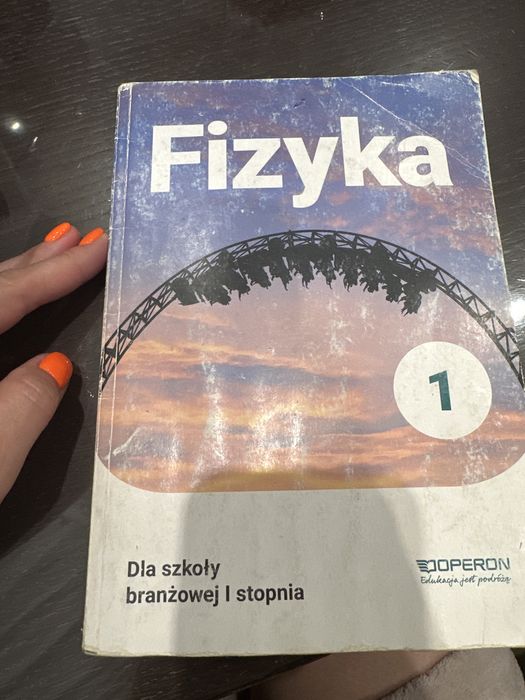 Fizyka
1
Dla szkoły
branżowej I stopnia
OPERON
Edukacja jest podróżą